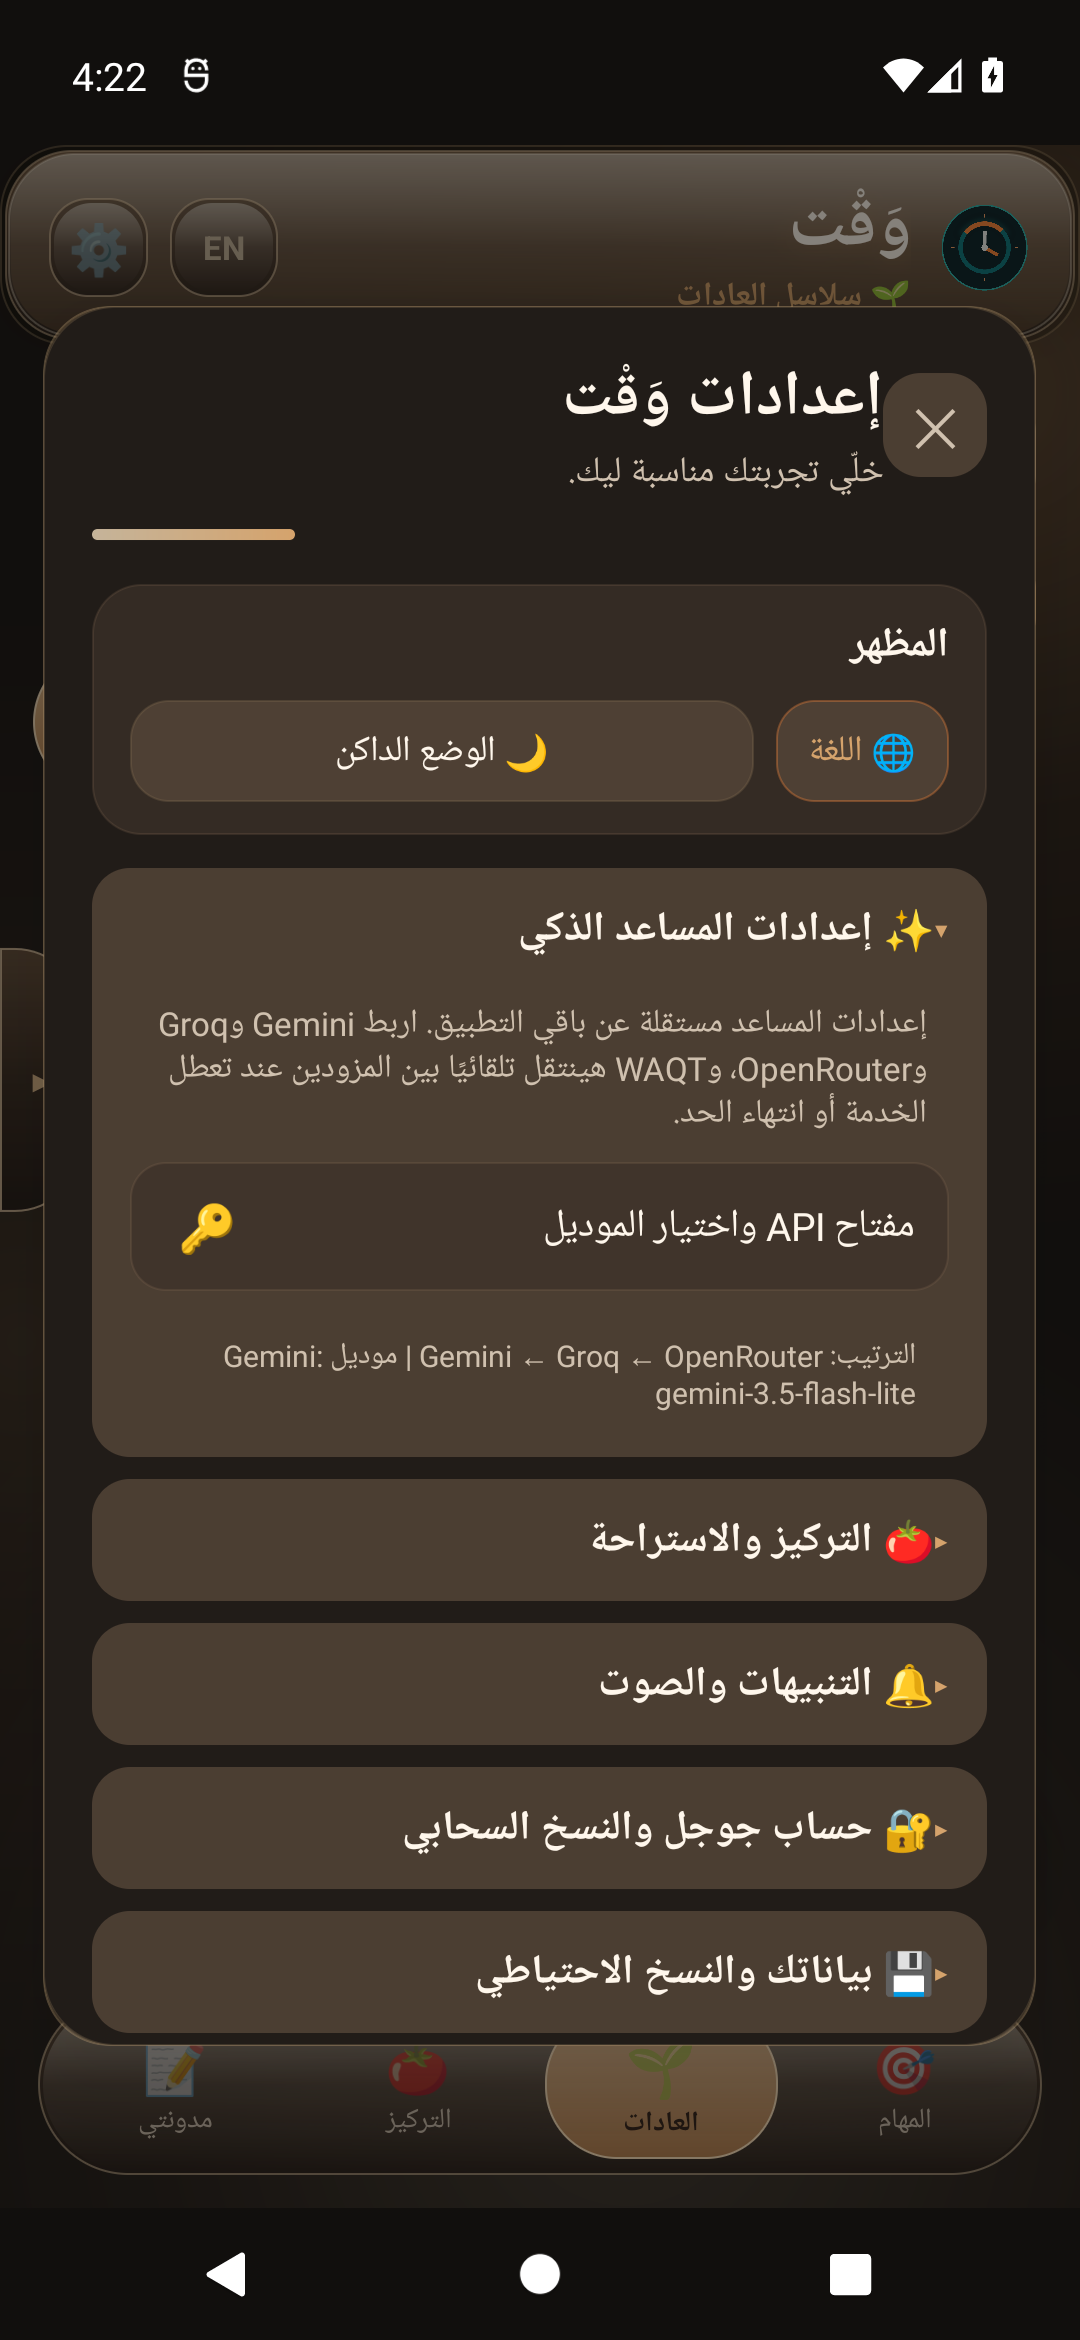 4:22
وَقْت
EN
🌱 سلاسل العادات
إعدادات وَقْت
خلّي تجربتك مناسبة ليك.
المظهر
🌐 اللغة
🌙 الوضع الداكن
✨ إعدادات المساعد الذكي
إعدادات المساعد مستقلة عن باقي التطبيق. اربط Gemini وGroq
وOpenRouter، وWAQT هينتقل تلقائيًا بين المزودين عند تعطل
الخدمة أو انتهاء الحد.
مفتاح API واختيار الموديل 🔑
الترتيب: Gemini ← Groq ← OpenRouter | موديل Gemini:
gemini-3.5-flash-lite
🍅 التركيز والاستراحة
🔔 التنبيهات والصوت
🔐 حساب جوجل والنسخ السحابي
💾 بياناتك والنسخ الاحتياطي
المهام
العادات
التركيز
مدونتي